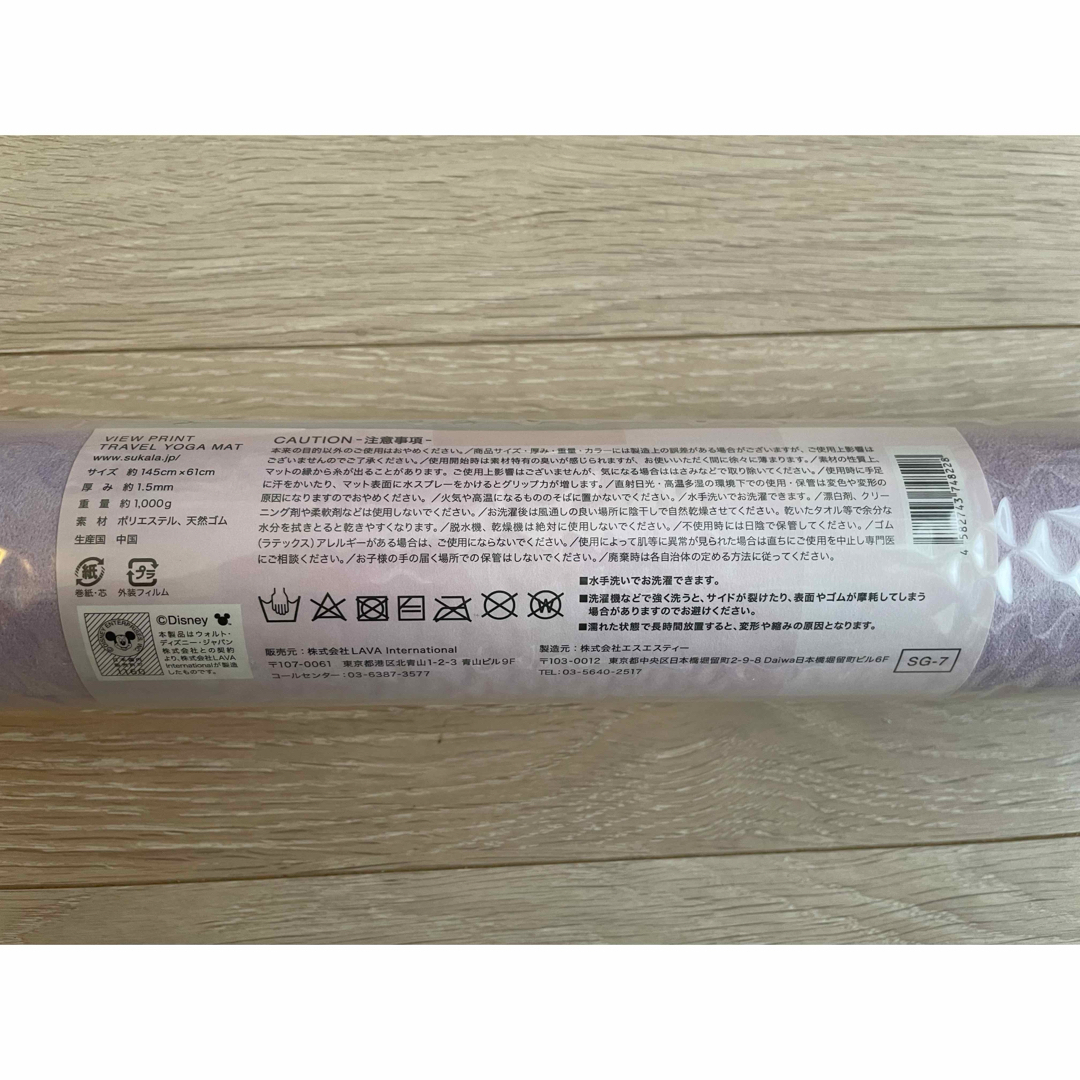 VIEW PRINT
TRAVEL YOGA MAT
www.sukala.jp/
サイズ 約145cm×61cm
厚 み 約1.5mm
重 量 約1,000g
素 材 ポリエステル、天然ゴム
生産国 中国
紙
巻紙・芯
プラ
外装フィルム
©Disney
本製品はウォルト・
ディズニー・ジャパン
株式会社との契約
より、株式会社LAVA
Internationalが製造
したものです。
CAUTION -注意事項-
本来の目的以外のご使用はおやめください。／商品サイズ・厚み・重量・カラーには製造上の誤差がある場合がございますが、ご使用上影響は
ございませんのでご了承ください。／使用開始時は素材特有の臭いが感じられますが、お使いいただく間に徐々に薄まります。／素材の性質上、
マットの縁から糸が出ることがあります。ご使用上影響はございませんが、気になる場合ははさみなどで取り除いてください。／使用時に手足
に汗をかいたり、マット表面に水スプレーをかけるとグリップ力が増します。／直射日光・高温多湿の環境下での使用・保管は変色や変形の
原因になりますのでおやめください。／火気や高温になるもののそばに置かないでください。／水手洗いでお洗濯できます。／漂白剤、クリー
ニング剤や柔軟剤などは使用しないでください。／お洗濯後は風通しの良い場所に陰干しで自然乾燥させてください。乾いたタオル等で余分な
水分を拭きとると乾きやすくなります。／脱水機、乾燥機は絶対に使用しないでください。／不使用時には日陰で保管してください。／ゴム
（ラテックス）アレルギーがある場合は、ご使用にならないでください。／使用によって肌等に異常が見られた場合は直ちにご使用を中止し専門医
にご相談ください。／お子様の手の届く場所での保管はしないでください。／廃棄時は各自治体の定める方法に従ってください。
W
■水手洗いでお洗濯できます。
■洗濯機などで強く洗うと、サイドが裂けたり、表面やゴムが摩耗してしまう
場合がありますのでお避けください。
■濡れた状態で長時間放置すると、変形や縮みの原因となります。
販売元：株式会社LAVA International
〒107-0061 東京都港区北青山1-2-3 青山ビル9F
コールセンター：03-6387-3577
製造元：株式会社エスエスティー
〒103-0012 東京都中央区日本橋堀留町2-9-8 Daiwa日本橋堀留町ビル6F
TEL：03-5640-2517
SG-7
4 582743 748228